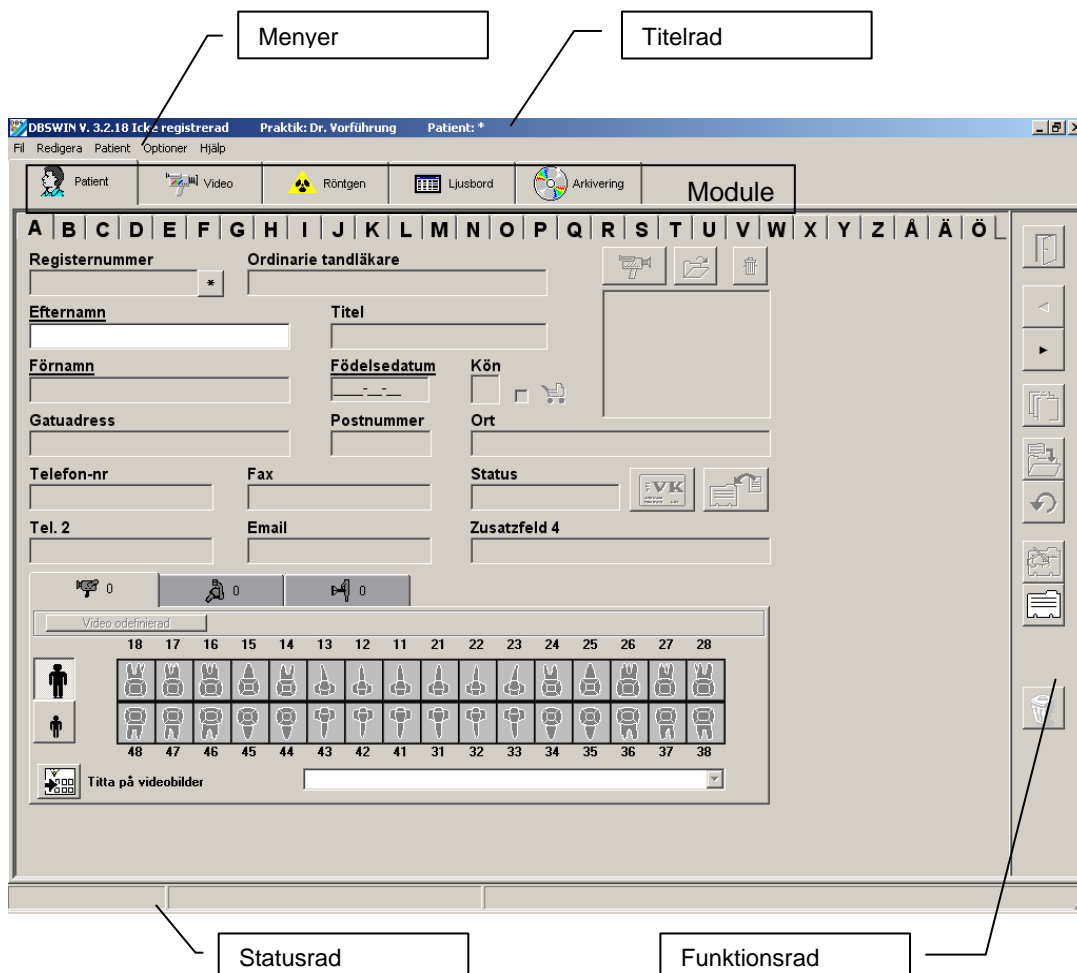 Menyer
Titelrad
DBSWIN V. 3.2.18 Icke registrerad Praktik: Dr. Vorführung Patient: *
Fil Redigera Patient Optioner Hjälp
Patient Video Röntgen Ljusbord Arkivering Module
A B C D E F G H I J K L M N O P Q R S T U V W X Y Z Å Ä Ö
Registernummer Ordinarie tandläkare
*
Efternamn Titel
Förnamn Födelsedatum Kön
____-__-__
Gatuadress Postnummer Ort
Telefon-nr Fax Status
VK
Tel. 2 Email Zusatzfeld 4
0 0 0
Video odefinierad
18 17 16 15 14 13 12 11 21 22 23 24 25 26 27 28
48 47 46 45 44 43 42 41 31 32 33 34 35 36 37 38
Titta på videobilder
Statusrad
Funktionsrad